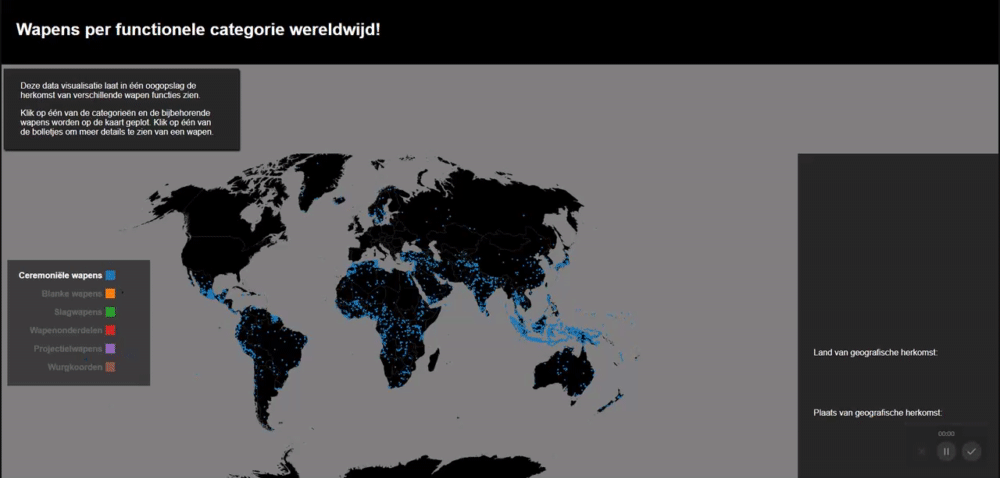 Wapens per functionele categorie wereldwijd!
Deze data visualisatie laat in één oogopslag de
herkomst van verschillende wapen functies zien.
Klik op één van de categorieën en de bijbehorende
wapens worden op de kaart geplot. Klik op één van
de bolletjes om meer details te zien van een wapen.
Ceremoniële wapens
Blanke wapens
Slagwapens
Wapenonderdelen
Projectielwapens
Wurgkoorden
Land van geografische herkomst:
Plaats van geografische herkomst:
00:00